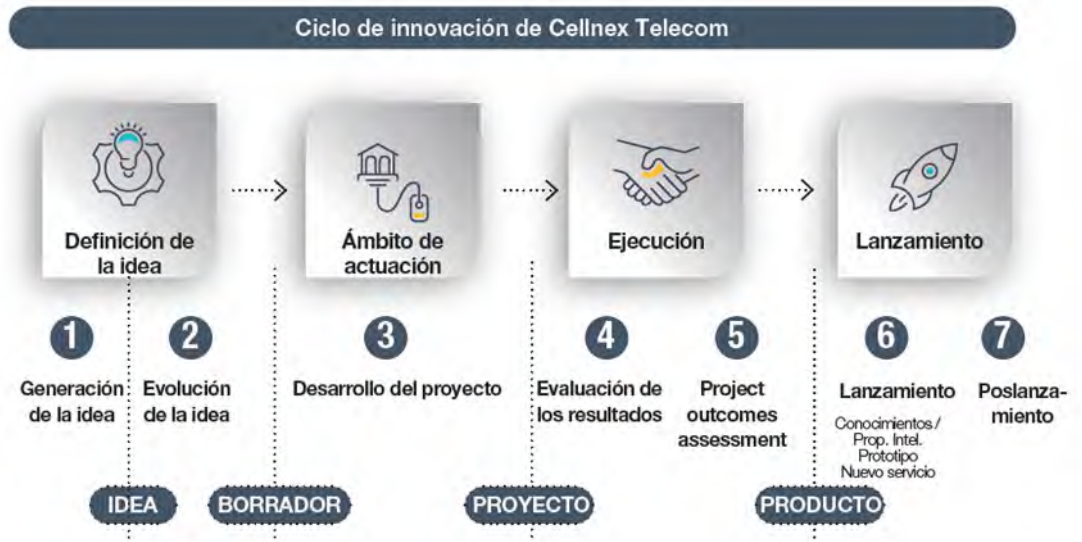 Ciclo de innovación de Cellnex Telecom
Definición de
la idea
Ámbito de
actuación
Ejecución
Lanzamiento
1
2
3
4
5
6
7
Generación
de la idea
Evolución
de la idea
Desarrollo del proyecto
Evaluación de
los resultados
Project
outcomes
assessment
Lanzamiento
Conocimientos /
Prop. Intel.
Prototipo
Nuevo servicio
Poslanza-
miento
IDEA
BORRADOR
PROYECTO
PRODUCTO